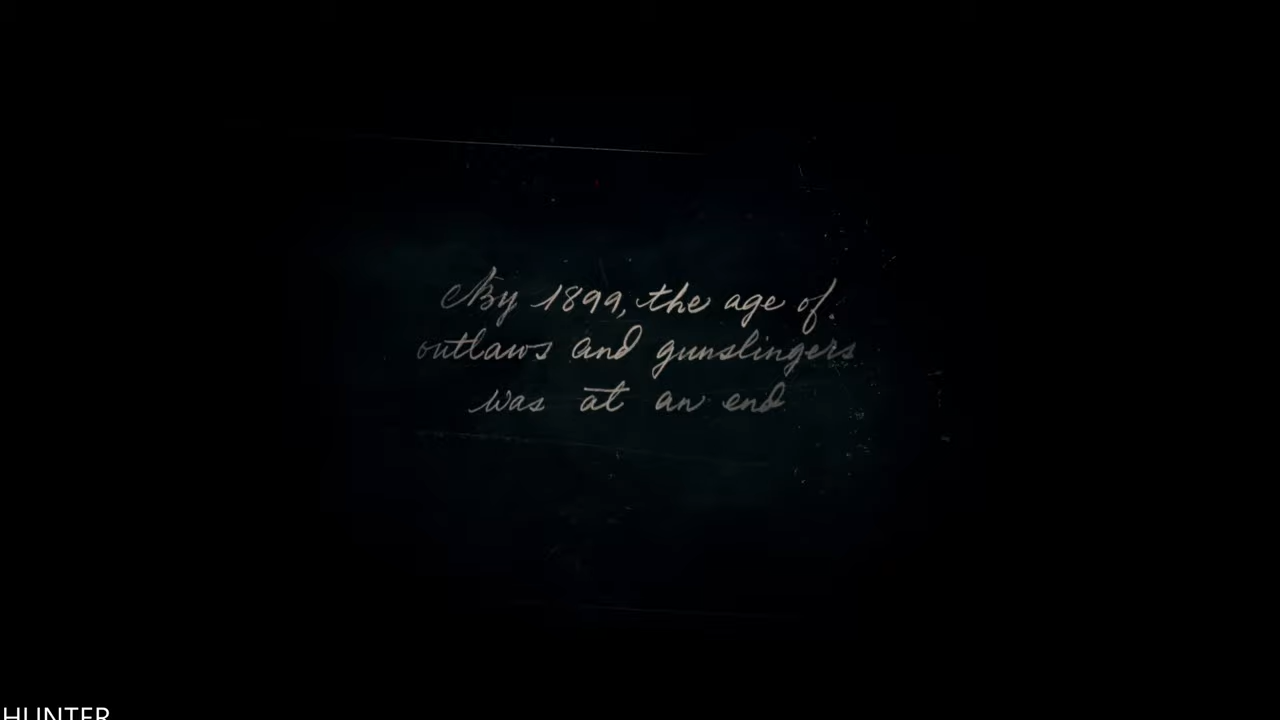 By 1899, the age of
outlaws and gunslingers
was at an end
HUNTER